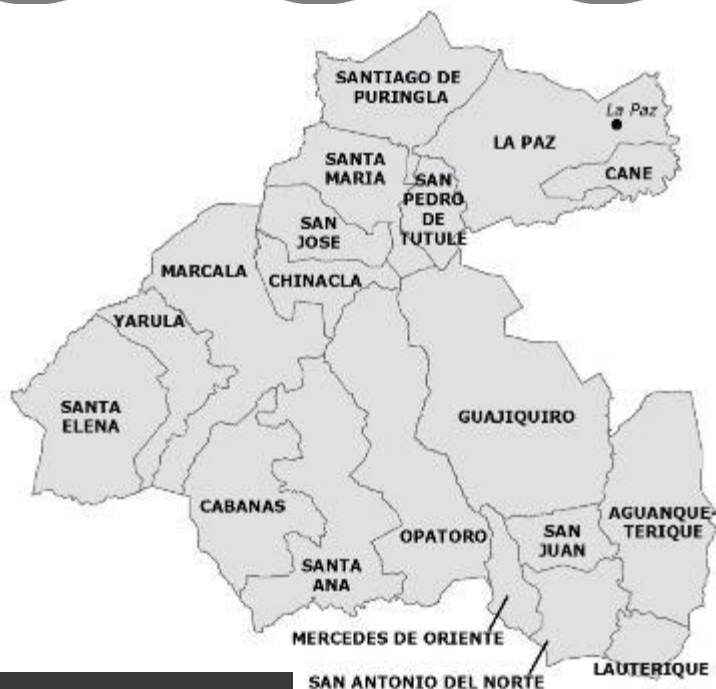 SANTIAGO DE
PURINGLA
La Paz
LA PAZ
SANTA
MARIA
SAN
PEDRO
DE
TUTULE
CANE
SAN
JOSE
MARCALA
CHINACLA
YARULA
SANTA
ELENA
GUAJIQUIRO
CABANAS
OPATORO
SAN
JUAN
AGUANQUE-
TERIQUE
SANTA
ANA
MERCEDES DE ORIENTE
SAN ANTONIO DEL NORTE
LAUTERIQUE